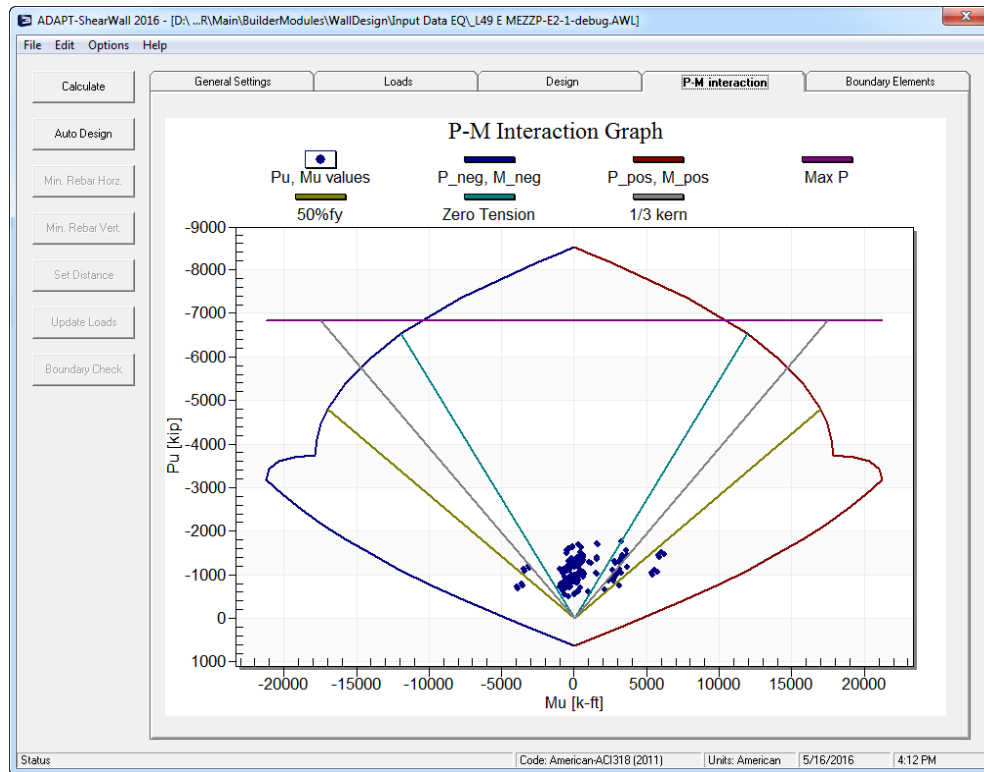 ADAPT-ShearWall 2016 - [D:\ ...R\Main\BuilderModules\WallDesign\Input Data EQ\_L49 E MEZZP-E2-1-debug.AWL]
File Edit Options Help
Calculate
Auto Design
Min. Rebar Horz.
Min. Rebar Vert.
Set Distance
Update Loads
Boundary Check
General Settings Loads Design P-M interaction Boundary Elements
P-M Interaction Graph
Pu, Mu values P_neg, M_neg P_pos, M_pos Max P
50%fy Zero Tension 1/3 kern
-9000
-8000
-7000
-6000
-5000
-4000
-3000
-2000
-1000
0
1000
Pu [kip]
-20000 -15000 -10000 -5000 0 5000 10000 15000 20000
Mu [k-ft]
Status Code: American-ACI318 (2011) Units: American 5/16/2016 4:12 PM